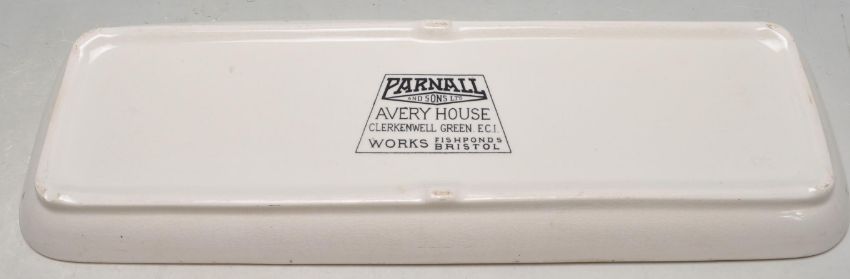 PARNALL
AND SONS LTD
AVERY HOUSE
CLERKENWELL GREEN. E.C.1.
WORKS FISHPONDS BRISTOL